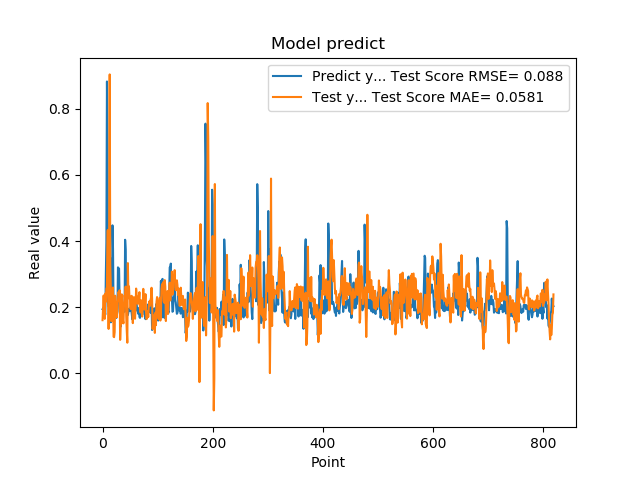 Model predict
Predict y... Test Score RMSE= 0.088
Test y... Test Score MAE= 0.0581
Real value
0.8
0.6
0.4
0.2
0.0
0
200
400
600
800
Point